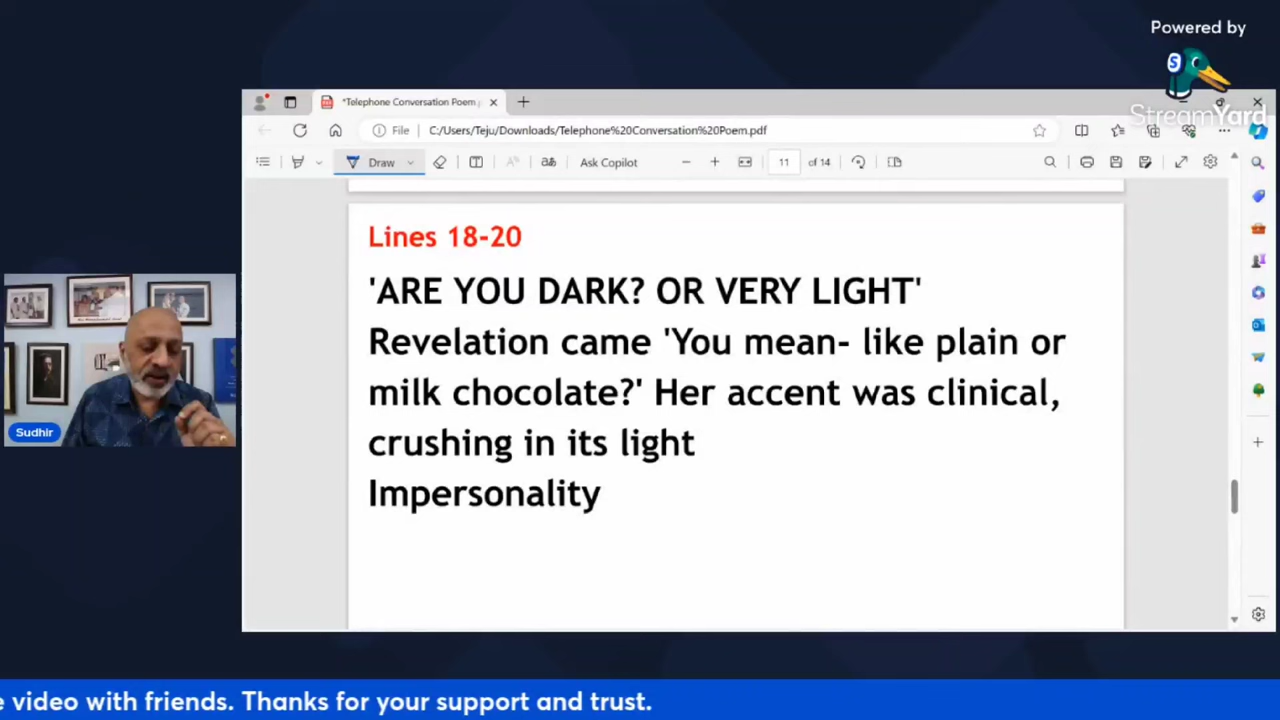 Powered by
S
StreamYard
*Telephone Conversation Poem
File
C:/Users/Teju/Downloads/Telephone%20Conversation%20Poem.pdf
Draw
Ask Copilot
11
of 14
Lines 18-20
'ARE YOU DARK? OR VERY LIGHT'
Revelation came 'You mean- like plain or
milk chocolate?' Her accent was clinical,
crushing in its light
Impersonality
Sudhir
video with friends. Thanks for your support and trust.